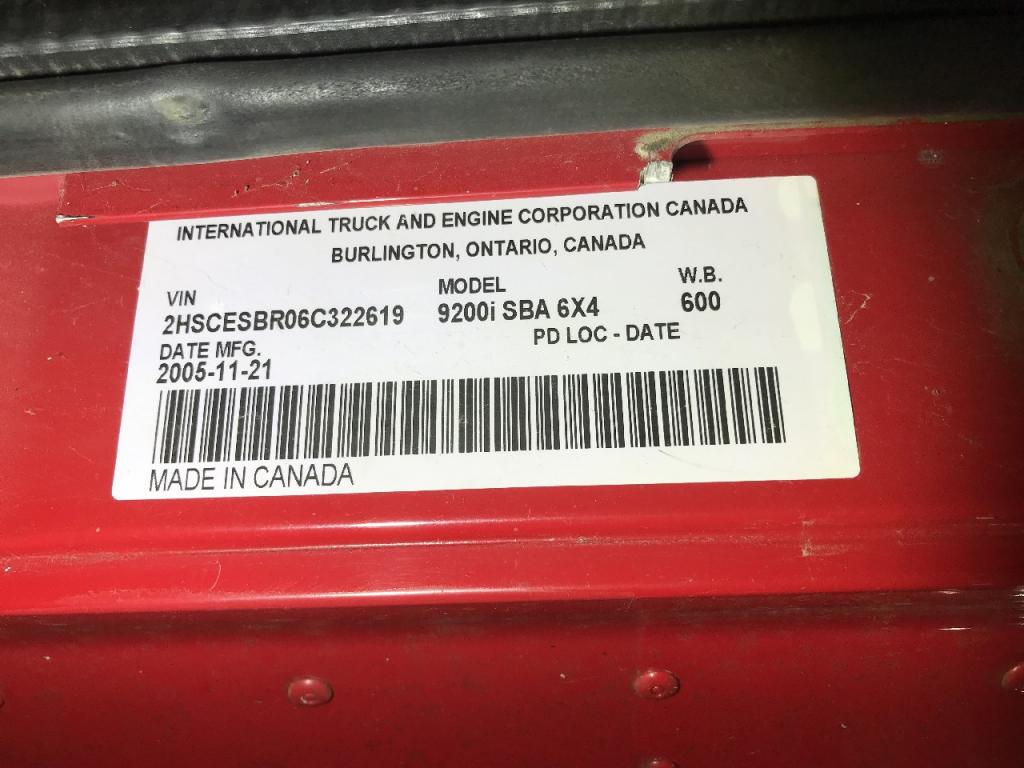 INTERNATIONAL TRUCK AND ENGINE CORPORATION CANADA
BURLINGTON, ONTARIO, CANADA
VIN MODEL W.B.
2HSCESBR06C322619 9200i SBA 6X4 600
DATE MFG. PD LOC - DATE
2005-11-21
MADE IN CANADA